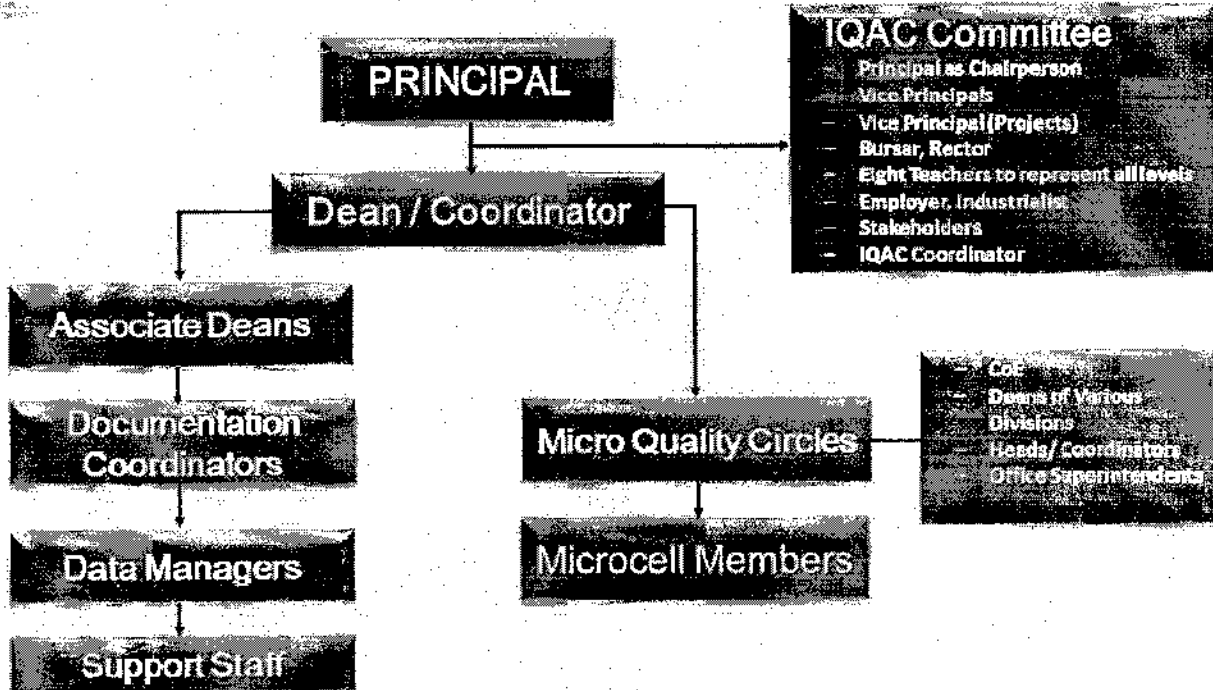 PRINCIPAL
IQAC Committee
– Principal as Chairperson
– Vice Principals
– Vice Principal (Projects)
– Bursar, Rector
– Eight Teachers to represent all levels
– Employer, Industrialist
– Stakeholders
– IQAC Coordinator
Dean / Coordinator
Associate Deans
Documentation
Coordinators
Data Managers
Support Staff
Micro Quality Circles
Microcell Members
– CoE
– Deans of Various
– Divisions
– Heads/ Coordinators
– Office Superintendents